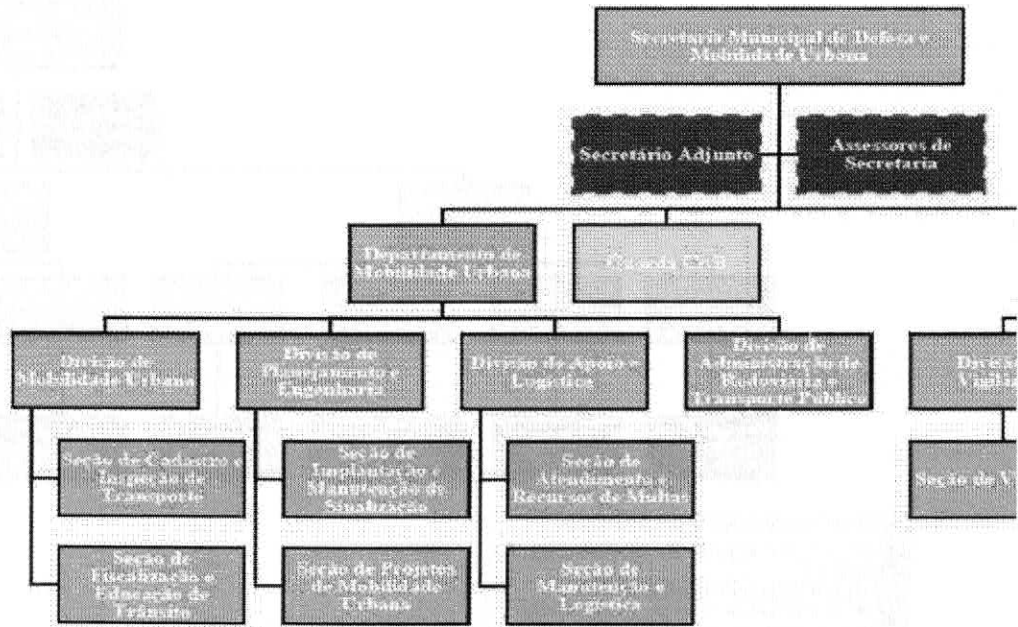 Secretaria Municipal de Defesa e
Mobilidade Urbana
Secretário Adjunto
Assessores de
Secretaria
Departamento de
Mobilidade Urbana
Divisão de
Mobilidade Urbana
Divisão de
Planejamento e
Engenharia
Divisão de Apoio e
Logística
Divisão de
Administração de
Rodoviária e
Transporte Público
Divisã
Seção de Cadastro e
Inspeção de
Transporte
Seção de
Implantação e
Manutenção de
Sinalização
Seção de
Atendimento e
Recursos de Multas
Seção de V
Seção de
Fiscalização e
Educação de
Trânsito
Seção de Projetos
de Mobilidade
Urbana
Seção de
Manutenção e
Logística